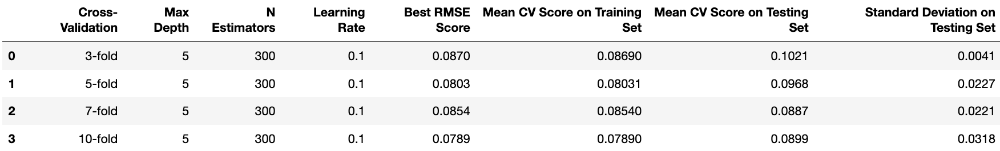 Cross- Max N Learning Best RMSE Mean CV Score on Training Mean CV Score on Testing Standard Deviation on
Validation Depth Estimators Rate Score Set Set Testing Set
0 3-fold 5 300 0.1 0.0870 0.08690 0.1021 0.0041
1 5-fold 5 300 0.1 0.0803 0.08031 0.0968 0.0227
2 7-fold 5 300 0.1 0.0854 0.08540 0.0887 0.0221
3 10-fold 5 300 0.1 0.0789 0.07890 0.0899 0.0318